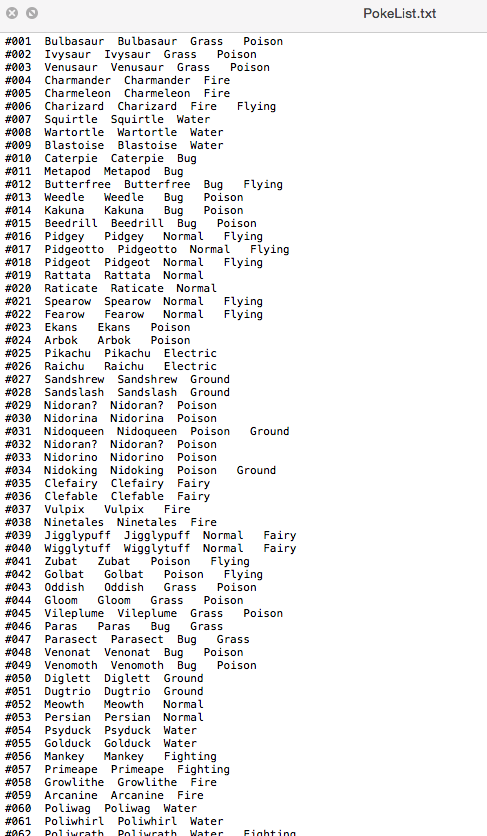 PokeList.txt
#001  Bulbasaur  Bulbasaur  Grass   Poison
#002  Ivysaur  Ivysaur  Grass   Poison
#003  Venusaur  Venusaur  Grass   Poison
#004  Charmander  Charmander  Fire
#005  Charmeleon  Charmeleon  Fire
#006  Charizard  Charizard  Fire   Flying
#007  Squirtle  Squirtle  Water
#008  Wartortle  Wartortle  Water
#009  Blastoise  Blastoise  Water
#010  Caterpie  Caterpie  Bug
#011  Metapod  Metapod  Bug
#012  Butterfree  Butterfree  Bug   Flying
#013  Weedle   Weedle   Bug   Poison
#014  Kakuna   Kakuna   Bug   Poison
#015  Beedrill  Beedrill  Bug   Poison
#016  Pidgey   Pidgey   Normal   Flying
#017  Pidgeotto  Pidgeotto  Normal   Flying
#018  Pidgeot  Pidgeot  Normal   Flying
#019  Rattata  Rattata  Normal
#020  Raticate  Raticate  Normal
#021  Spearow  Spearow  Normal   Flying
#022  Fearow   Fearow   Normal   Flying
#023  Ekans   Ekans   Poison
#024  Arbok   Arbok   Poison
#025  Pikachu  Pikachu  Electric
#026  Raichu   Raichu   Electric
#027  Sandshrew  Sandshrew  Ground
#028  Sandslash  Sandslash  Ground
#029  Nidoran?  Nidoran?  Poison
#030  Nidorina  Nidorina  Poison
#031  Nidoqueen  Nidoqueen  Poison   Ground
#032  Nidoran?  Nidoran?  Poison
#033  Nidorino  Nidorino  Poison
#034  Nidoking  Nidoking  Poison   Ground
#035  Clefairy  Clefairy  Fairy
#036  Clefable  Clefable  Fairy
#037  Vulpix   Vulpix   Fire
#038  Ninetales  Ninetales  Fire
#039  Jigglypuff  Jigglypuff  Normal   Fairy
#040  Wigglytuff  Wigglytuff  Normal   Fairy
#041  Zubat   Zubat   Poison   Flying
#042  Golbat   Golbat   Poison   Flying
#043  Oddish   Oddish   Grass   Poison
#044  Gloom   Gloom   Grass   Poison
#045  Vileplume  Vileplume  Grass   Poison
#046  Paras   Paras   Bug   Grass
#047  Parasect  Parasect  Bug   Grass
#048  Venonat  Venonat  Bug   Poison
#049  Venomoth  Venomoth  Bug   Poison
#050  Diglett  Diglett  Ground
#051  Dugtrio  Dugtrio  Ground
#052  Meowth   Meowth   Normal
#053  Persian  Persian  Normal
#054  Psyduck  Psyduck  Water
#055  Golduck  Golduck  Water
#056  Mankey   Mankey   Fighting
#057  Primeape  Primeape  Fighting
#058  Growlithe  Growlithe  Fire
#059  Arcanine  Arcanine  Fire
#060  Poliwag  Poliwag  Water
#061  Poliwhirl  Poliwhirl  Water
#062  Poliwrath  Poliwrath  Water   Fighting